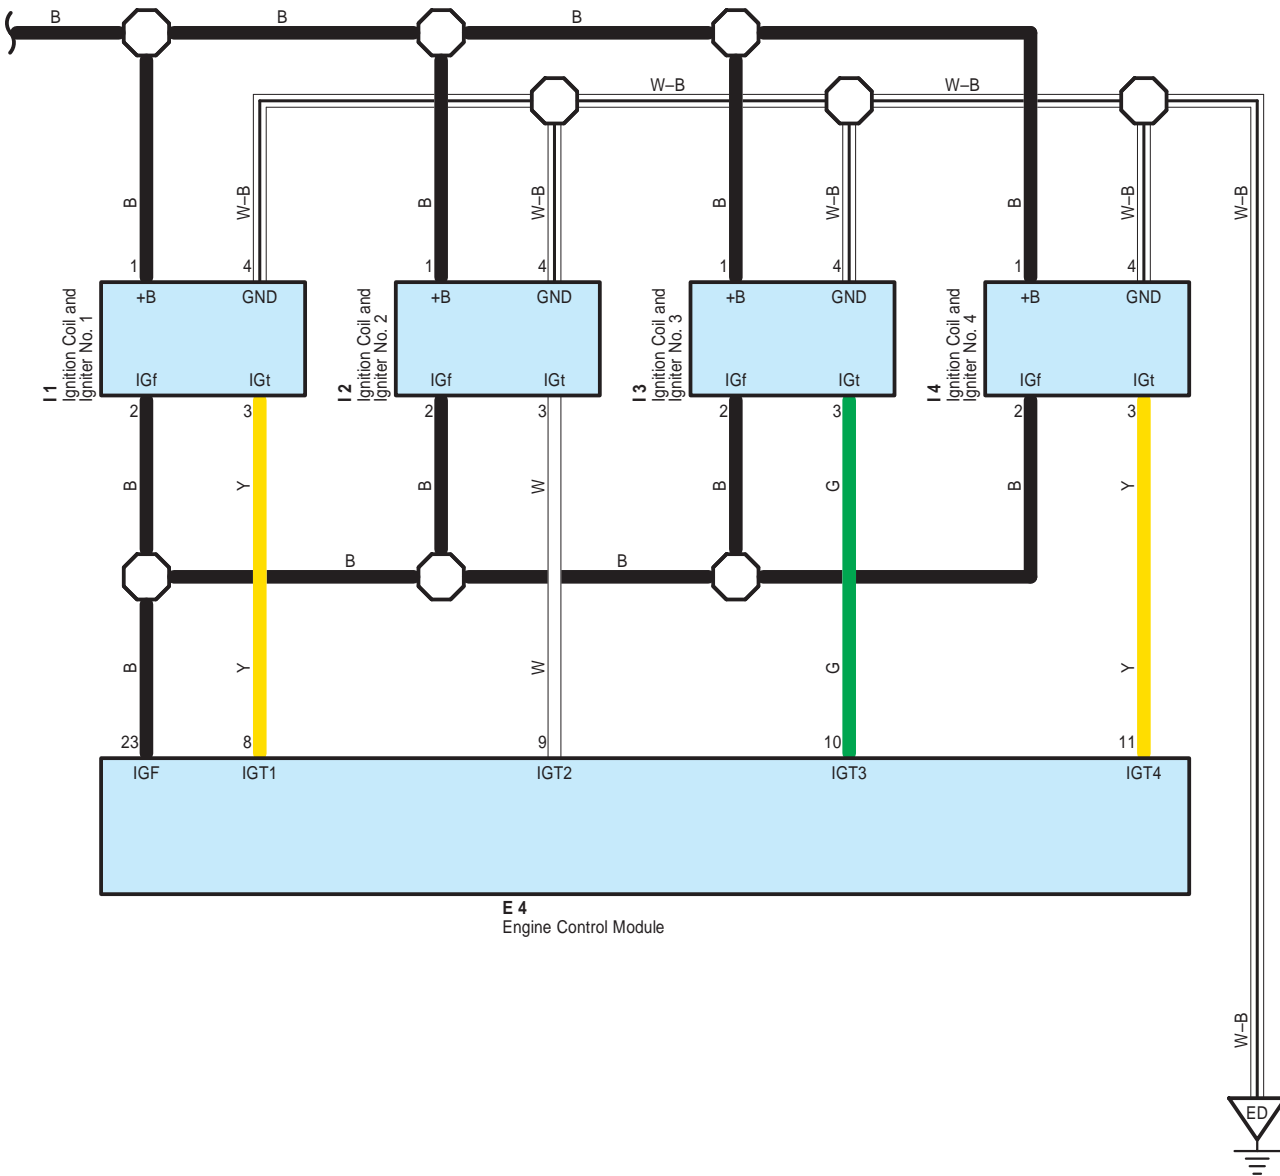 B B B
W–B W–B
B W–B B W–B B W–B B W–B W–B
1 4 1 4 1 4 1 4
+B GND +B GND +B GND +B GND
I 1
Ignition Coil and
Igniter No. 1
I 2
Ignition Coil and
Igniter No. 2
I 3
Ignition Coil and
Igniter No. 3
I 4
Ignition Coil and
Igniter No. 4
IGf IGt IGf IGt IGf IGt IGf IGt
2 3 2 3 2 3 2 3
B Y B W B G B Y
B B
B Y W G Y
23 8 9 10 11
IGF IGT1 IGT2 IGT3 IGT4
E 4
Engine Control Module
W–B
ED